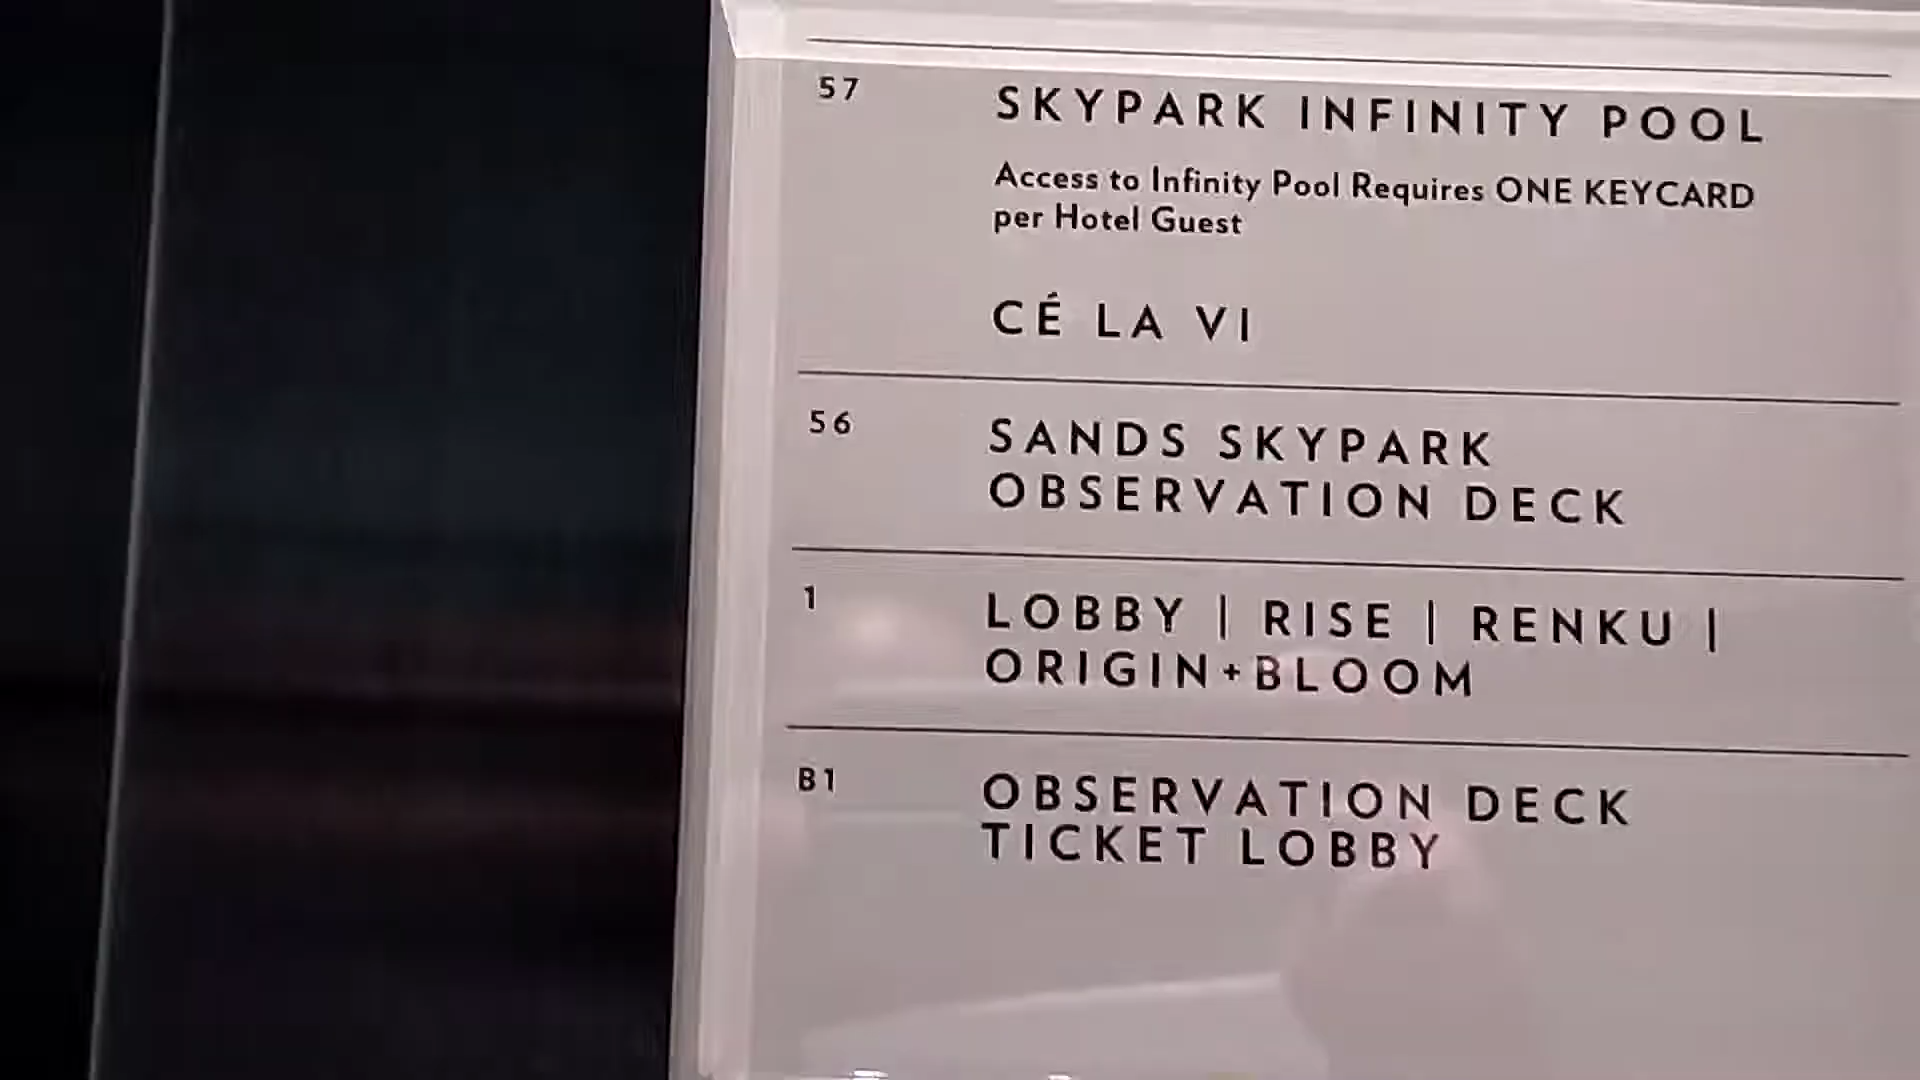 57
SKYPARK INFINITY POOL
Access to Infinity Pool Requires ONE KEYCARD
per Hotel Guest
CÉ LA VI
56
SANDS SKYPARK
OBSERVATION DECK
1
LOBBY | RISE | RENKU |
ORIGIN+BLOOM
B1
OBSERVATION DECK
TICKET LOBBY